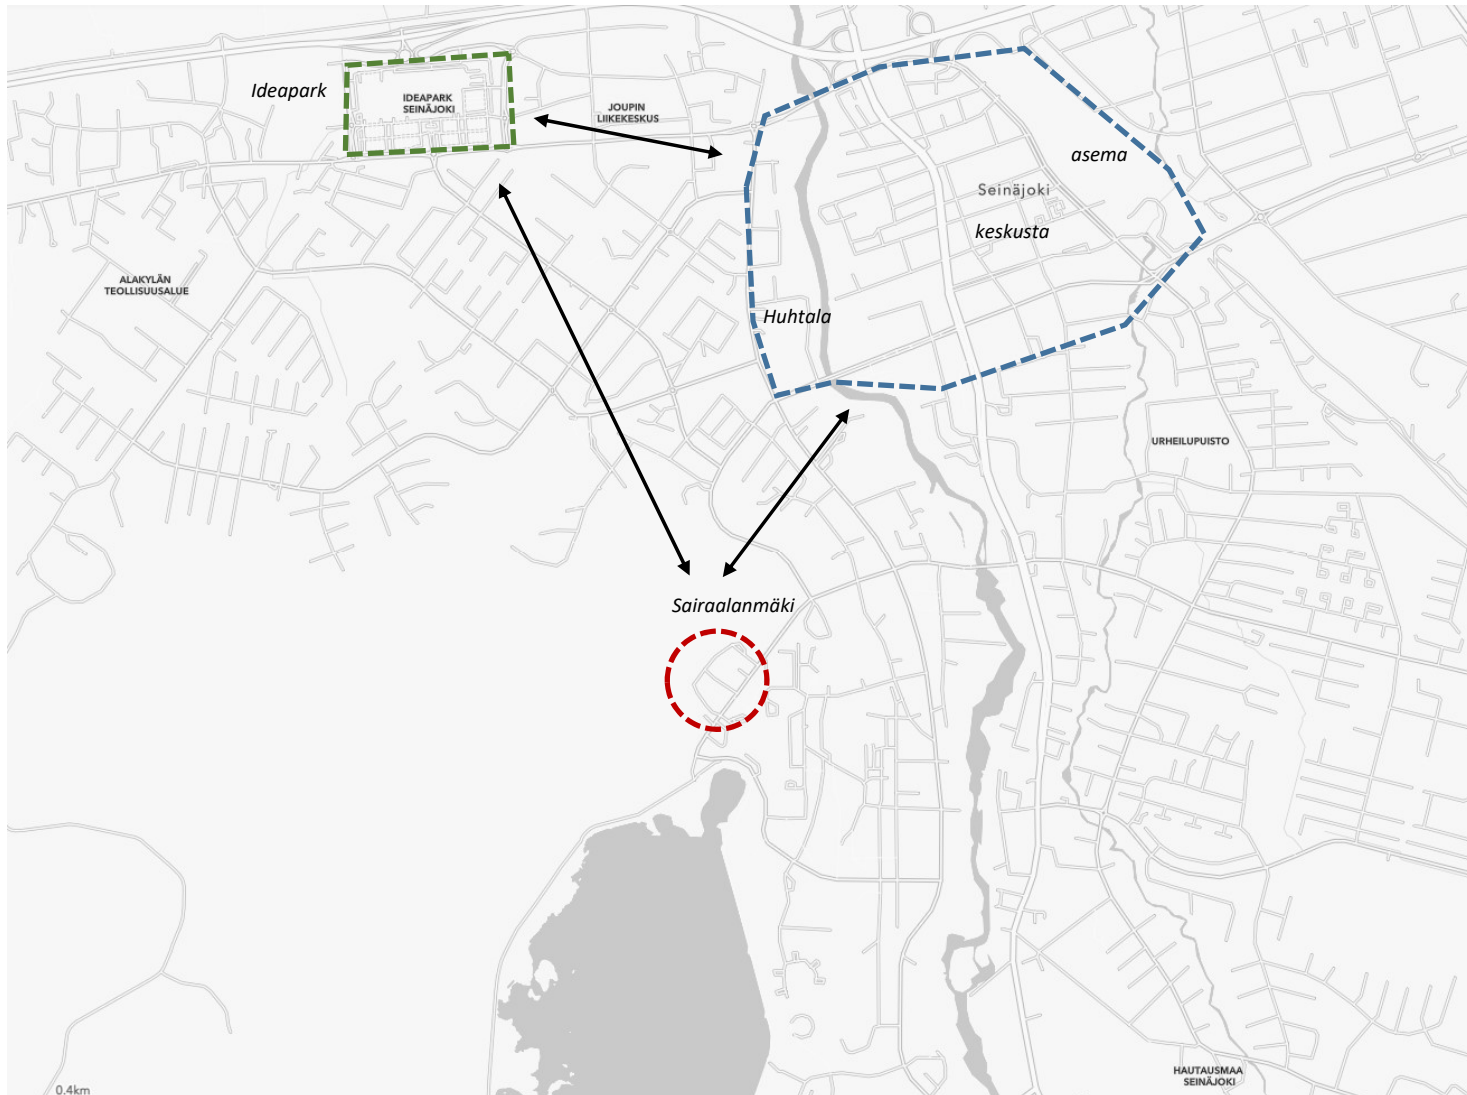 Ideapark
IDEAPARK
SEINÄJOKI
JOUPIN
LIIKEKESKUS
asema
Seinäjoki
keskusta
ALAKYLÄN
TEOLLISUUSALUE
Huhtala
URHEILUPUISTO
Sairaalanmäki
HAUTAUSMAA
SEINÄJOKI
0.4km